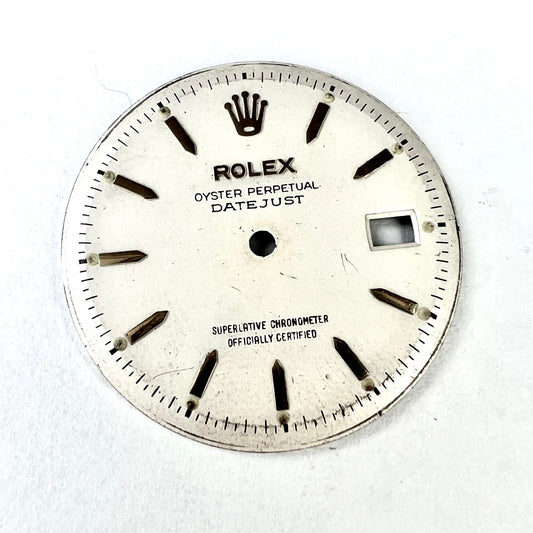 ROLEX
OYSTER PERPETUAL
DATEJUST
SUPERLATIVE CHRONOMETER
OFFICIALLY CERTIFIED